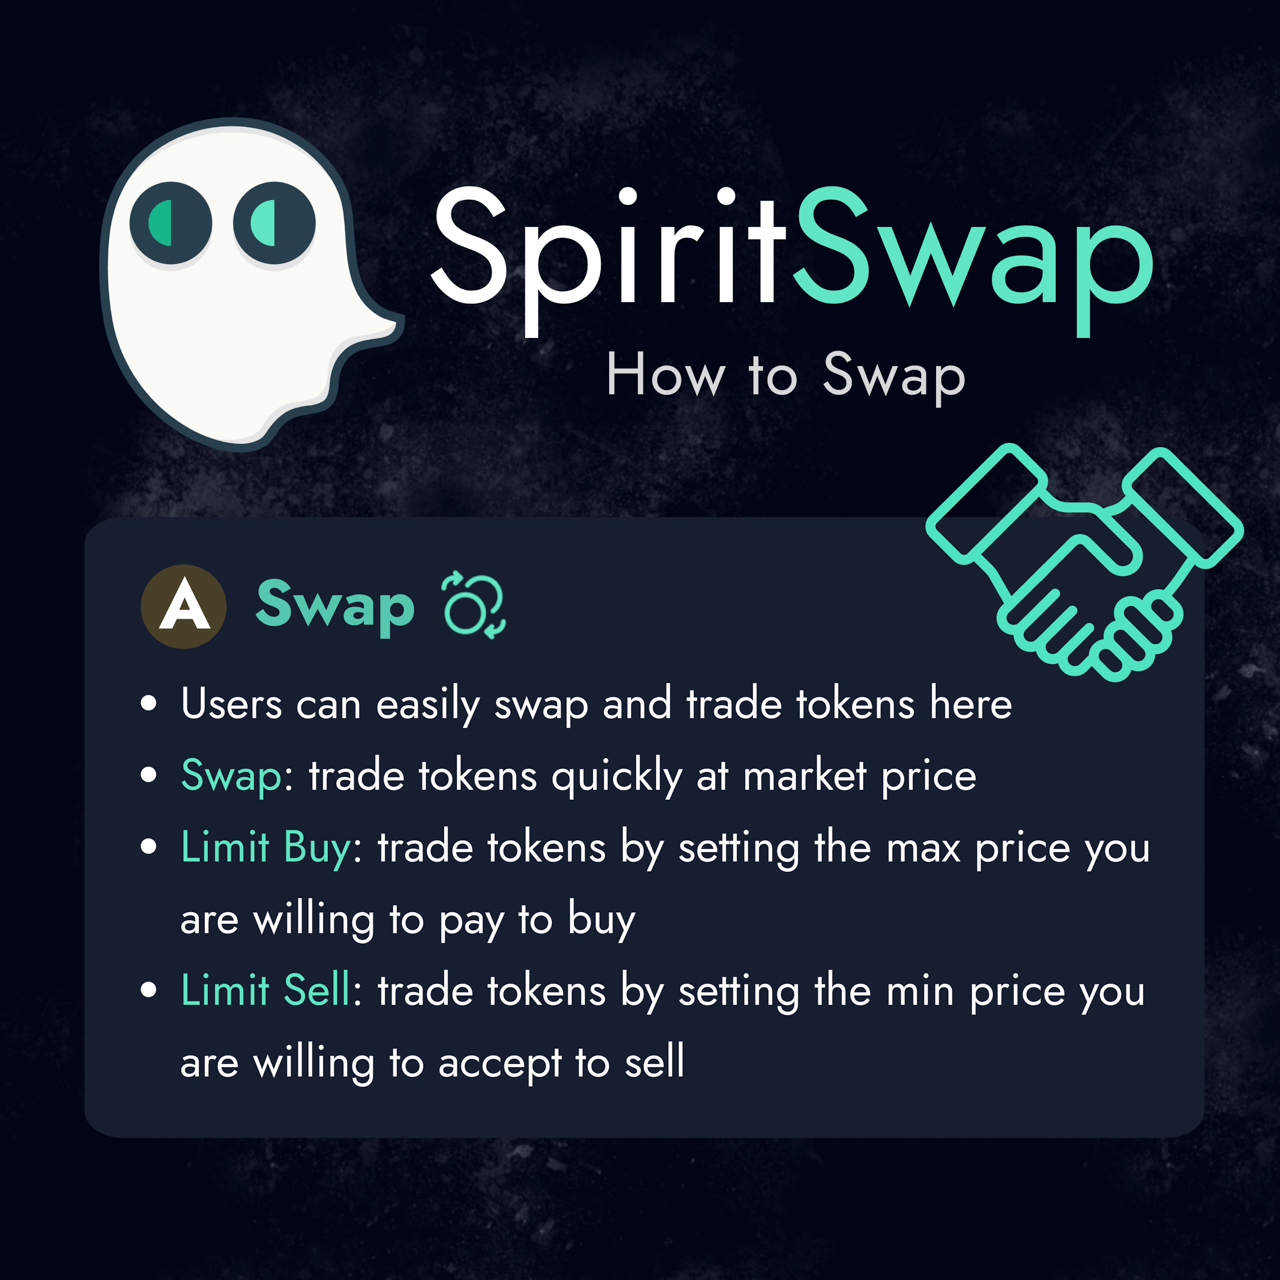 SpiritSwap
How to Swap
A Swap
• Users can easily swap and trade tokens here
• Swap: trade tokens quickly at market price
• Limit Buy: trade tokens by setting the max price you
are willing to pay to buy
• Limit Sell: trade tokens by setting the min price you
are willing to accept to sell